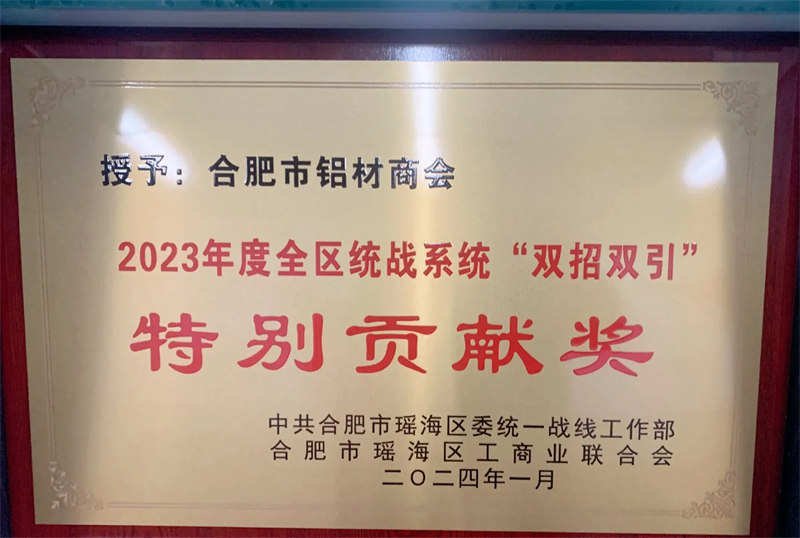 授予：合肥市铝材商会
2023年度全区统战系统“双招双引”
特别贡献奖
中共合肥市瑶海区委统一战线工作部
合肥市瑶海区工商业联合会
二〇二四年一月